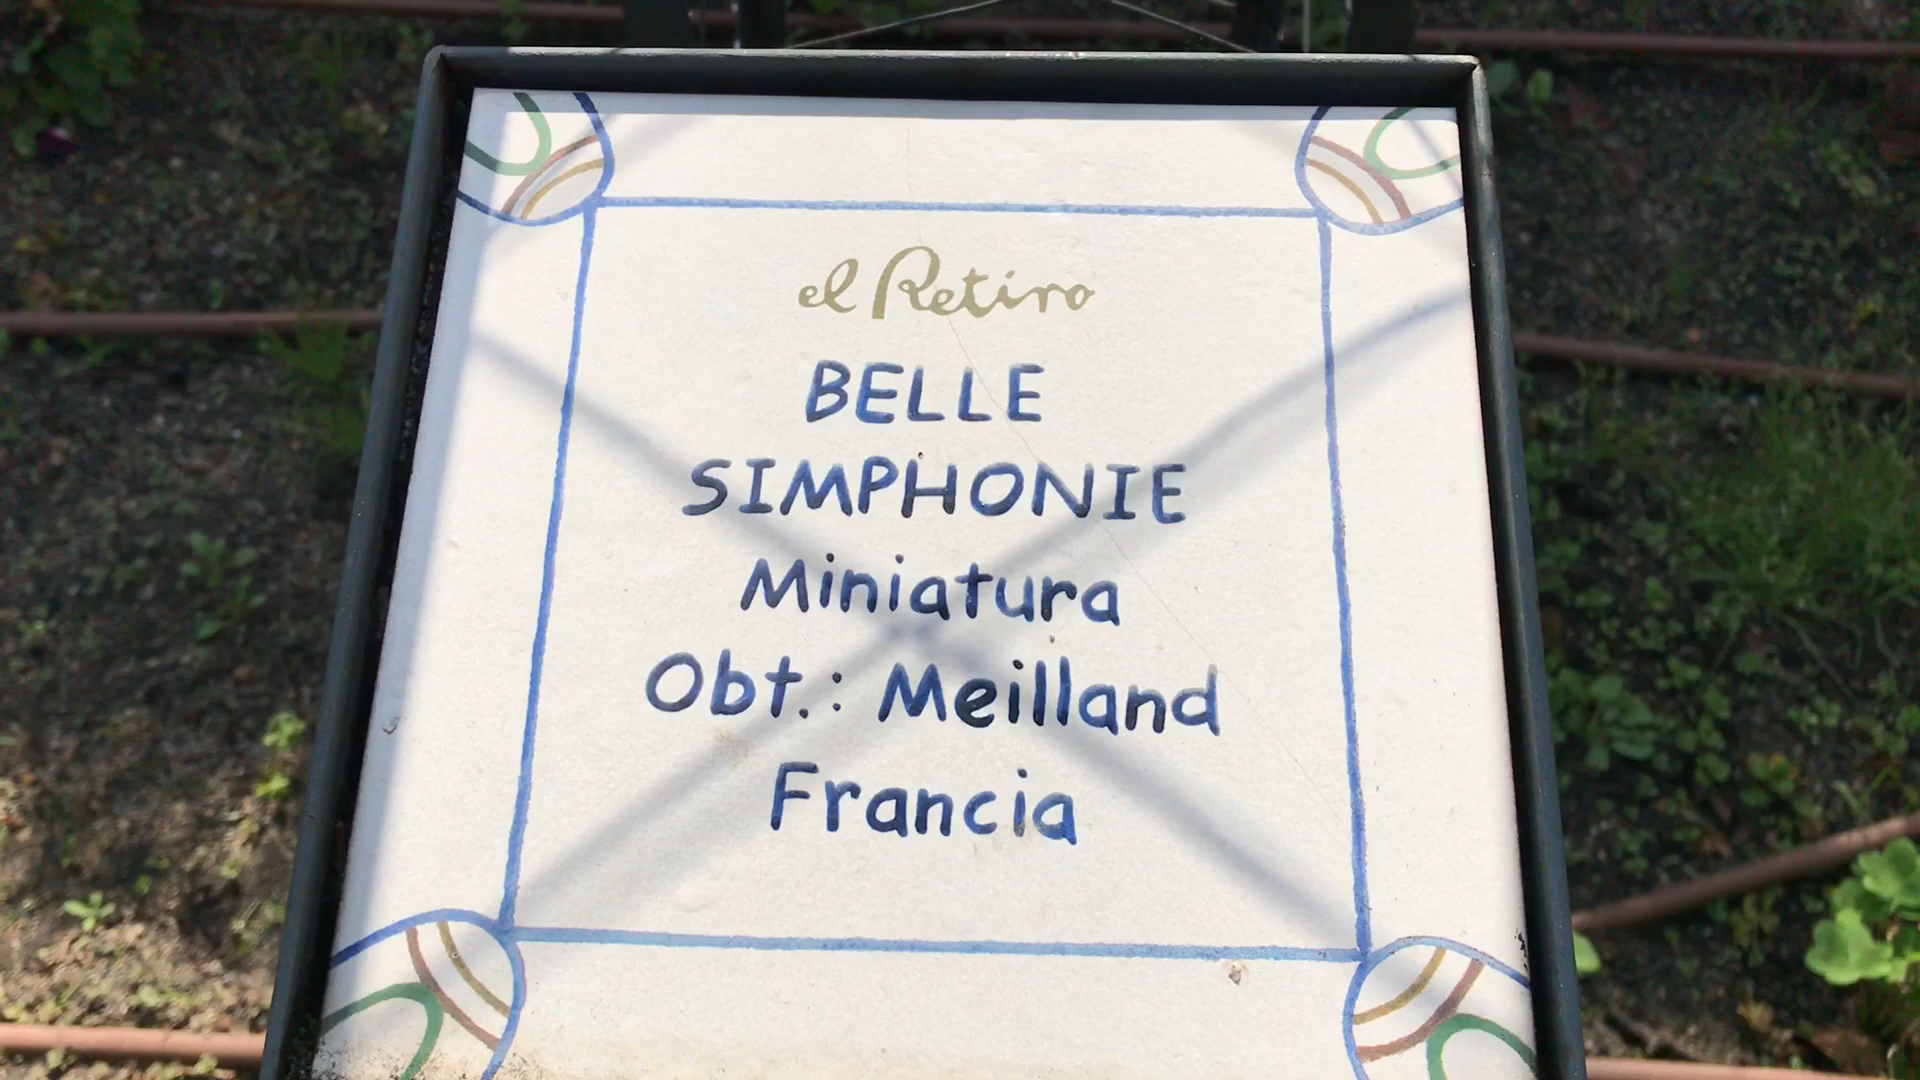 el Retiro
BELLE
SIMPHONIE
Miniatura
Obt.: Meilland
Francia